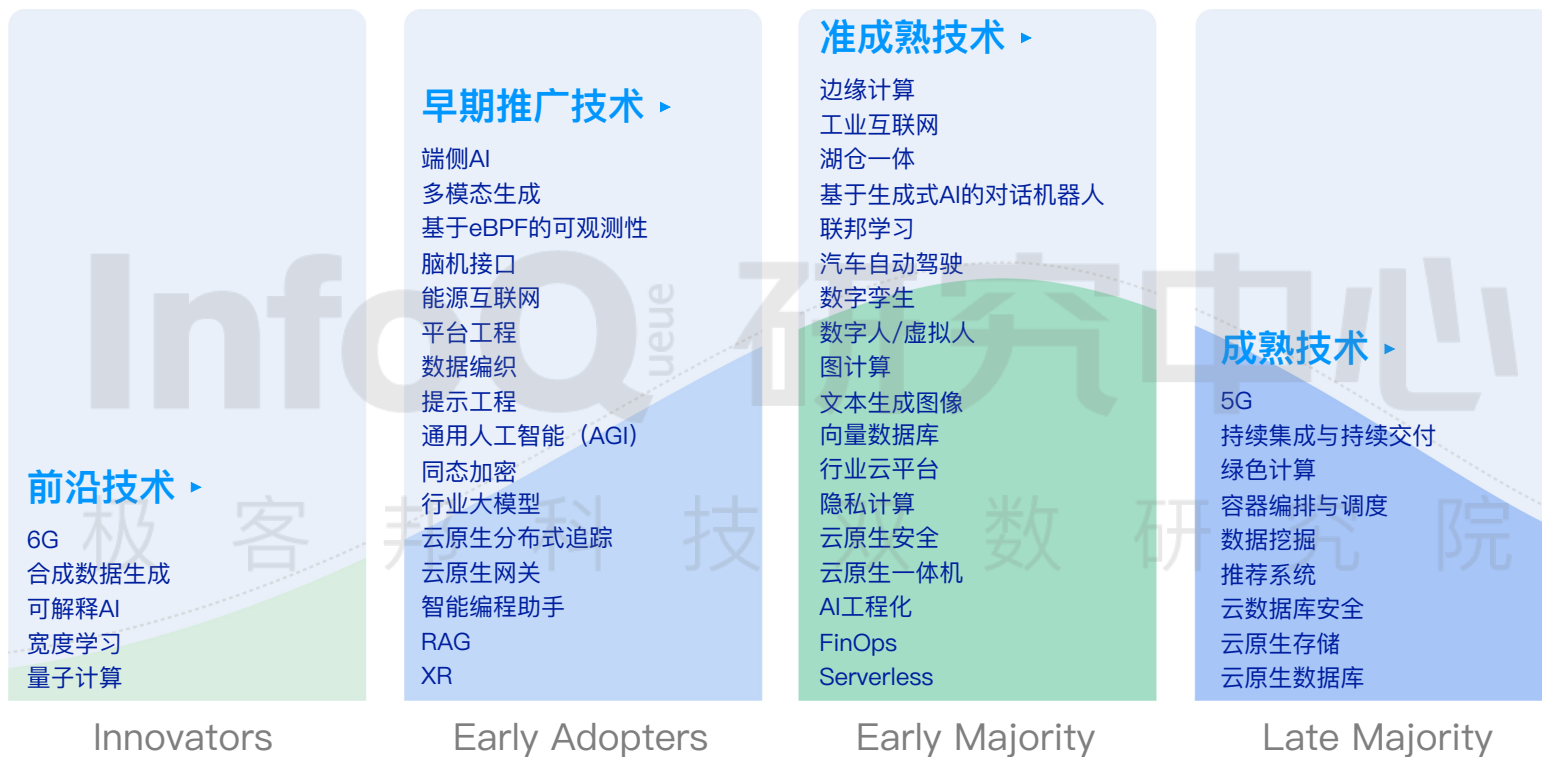 前沿技术
6G
合成数据生成
可解释AI
宽度学习
量子计算
Innovators
早期推广技术
端侧AI
多模态生成
基于eBPF的可观测性
脑机接口
能源互联网
平台工程
数据编织
提示工程
通用人工智能（AGI）
同态加密
行业大模型
云原生分布式追踪
云原生网关
智能编程助手
RAG
XR
Early Adopters
准成熟技术
边缘计算
工业互联网
湖仓一体
基于生成式AI的对话机器人
联邦学习
汽车自动驾驶
数字孪生
数字人/虚拟人
图计算
文本生成图像
向量数据库
行业云平台
隐私计算
云原生安全
云原生一体机
AI工程化
FinOps
Serverless
Early Majority
成熟技术
5G
持续集成与持续交付
绿色计算
容器编排与调度
数据挖掘
推荐系统
云数据库安全
云原生存储
云原生数据库
Late Majority
InfoQ ueue 研究中心
极客邦科技双数研究院